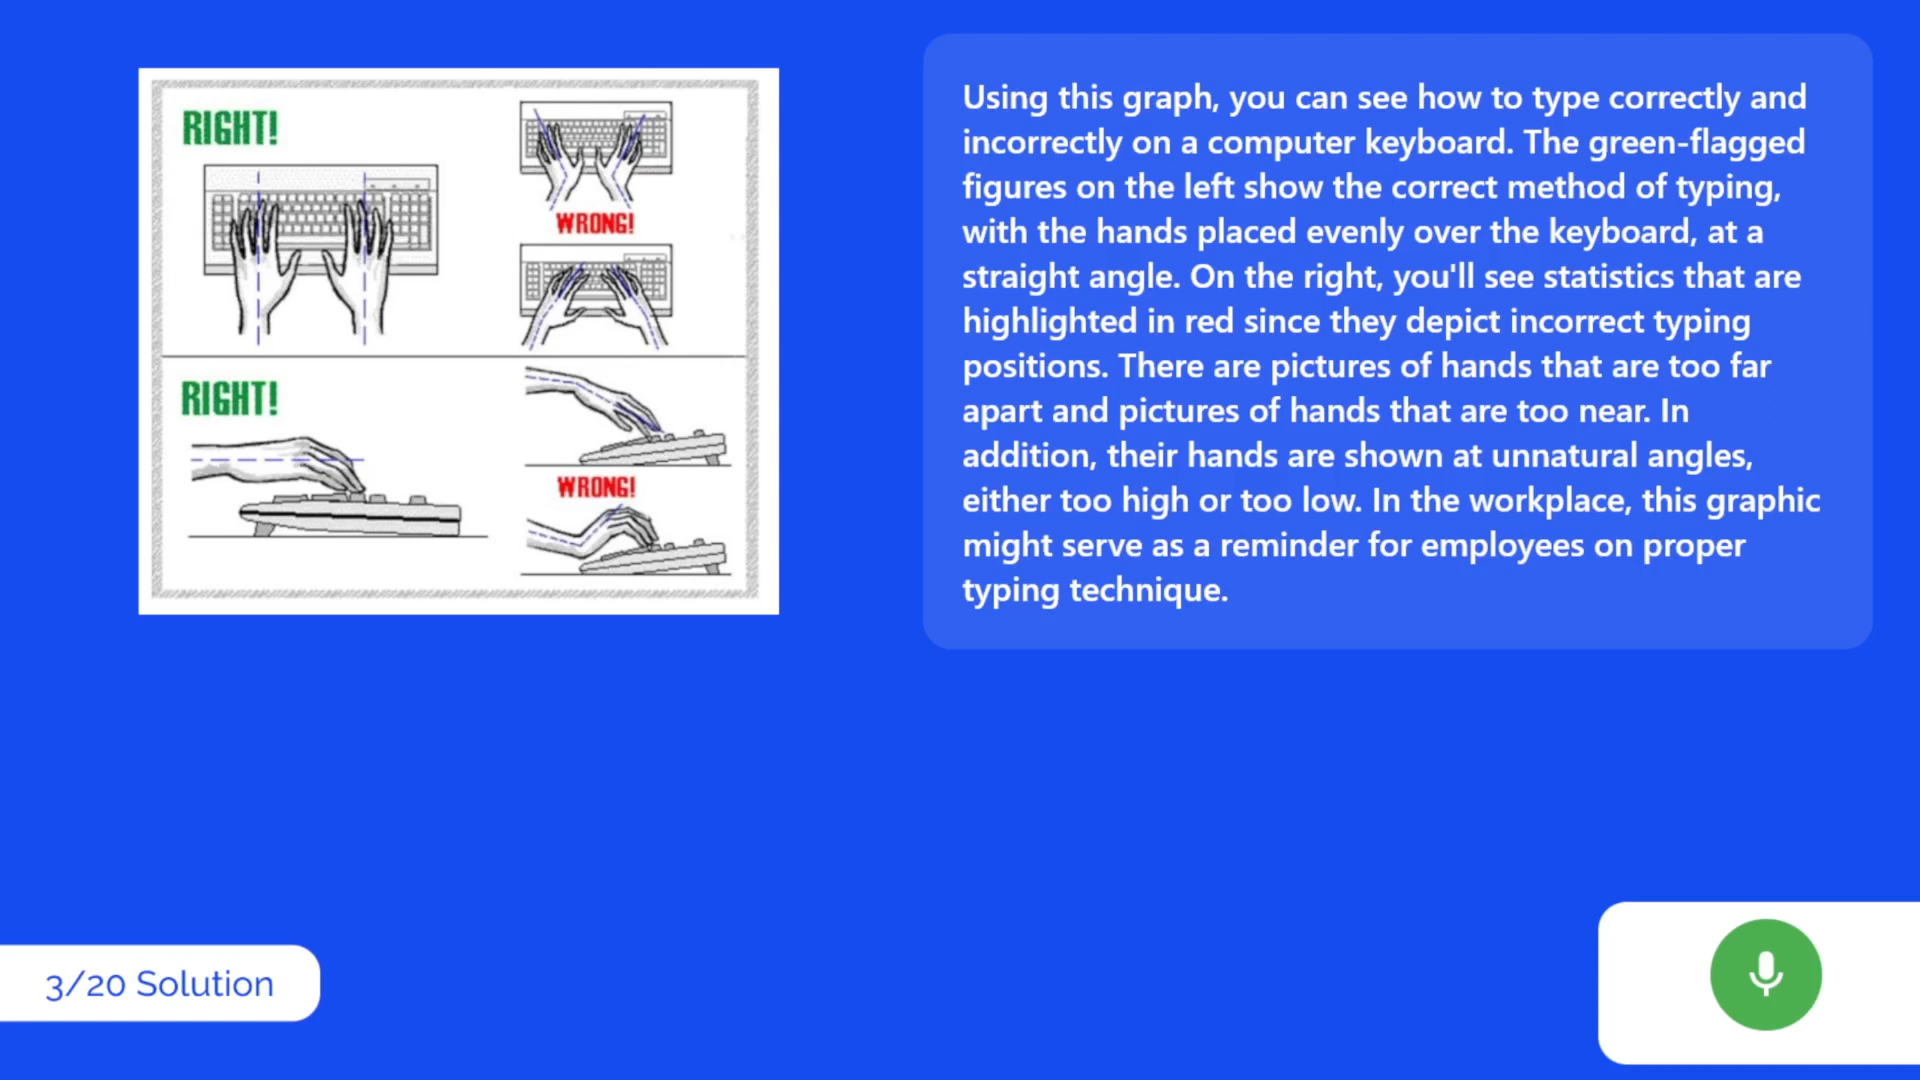 RIGHT!
WRONG!
RIGHT!
WRONG!
Using this graph, you can see how to type correctly and
incorrectly on a computer keyboard. The green-flagged
figures on the left show the correct method of typing,
with the hands placed evenly over the keyboard, at a
straight angle. On the right, you'll see statistics that are
highlighted in red since they depict incorrect typing
positions. There are pictures of hands that are too far
apart and pictures of hands that are too near. In
addition, their hands are shown at unnatural angles,
either too high or too low. In the workplace, this graphic
might serve as a reminder for employees on proper
typing technique.
3/20 Solution